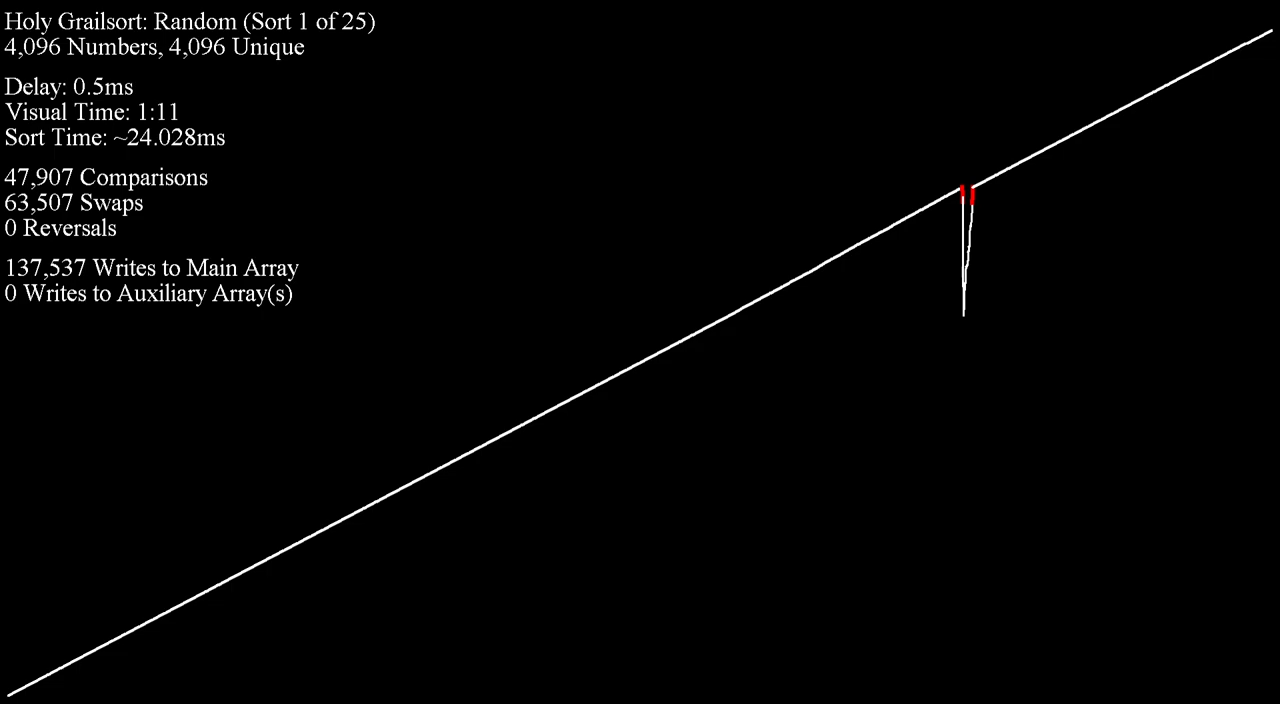 Holy Grailsort: Random (Sort 1 of 25)
4,096 Numbers, 4,096 Unique
Delay: 0.5ms
Visual Time: 1:11
Sort Time: ~24.028ms
47,907 Comparisons
63,507 Swaps
0 Reversals
137,537 Writes to Main Array
0 Writes to Auxiliary Array(s)